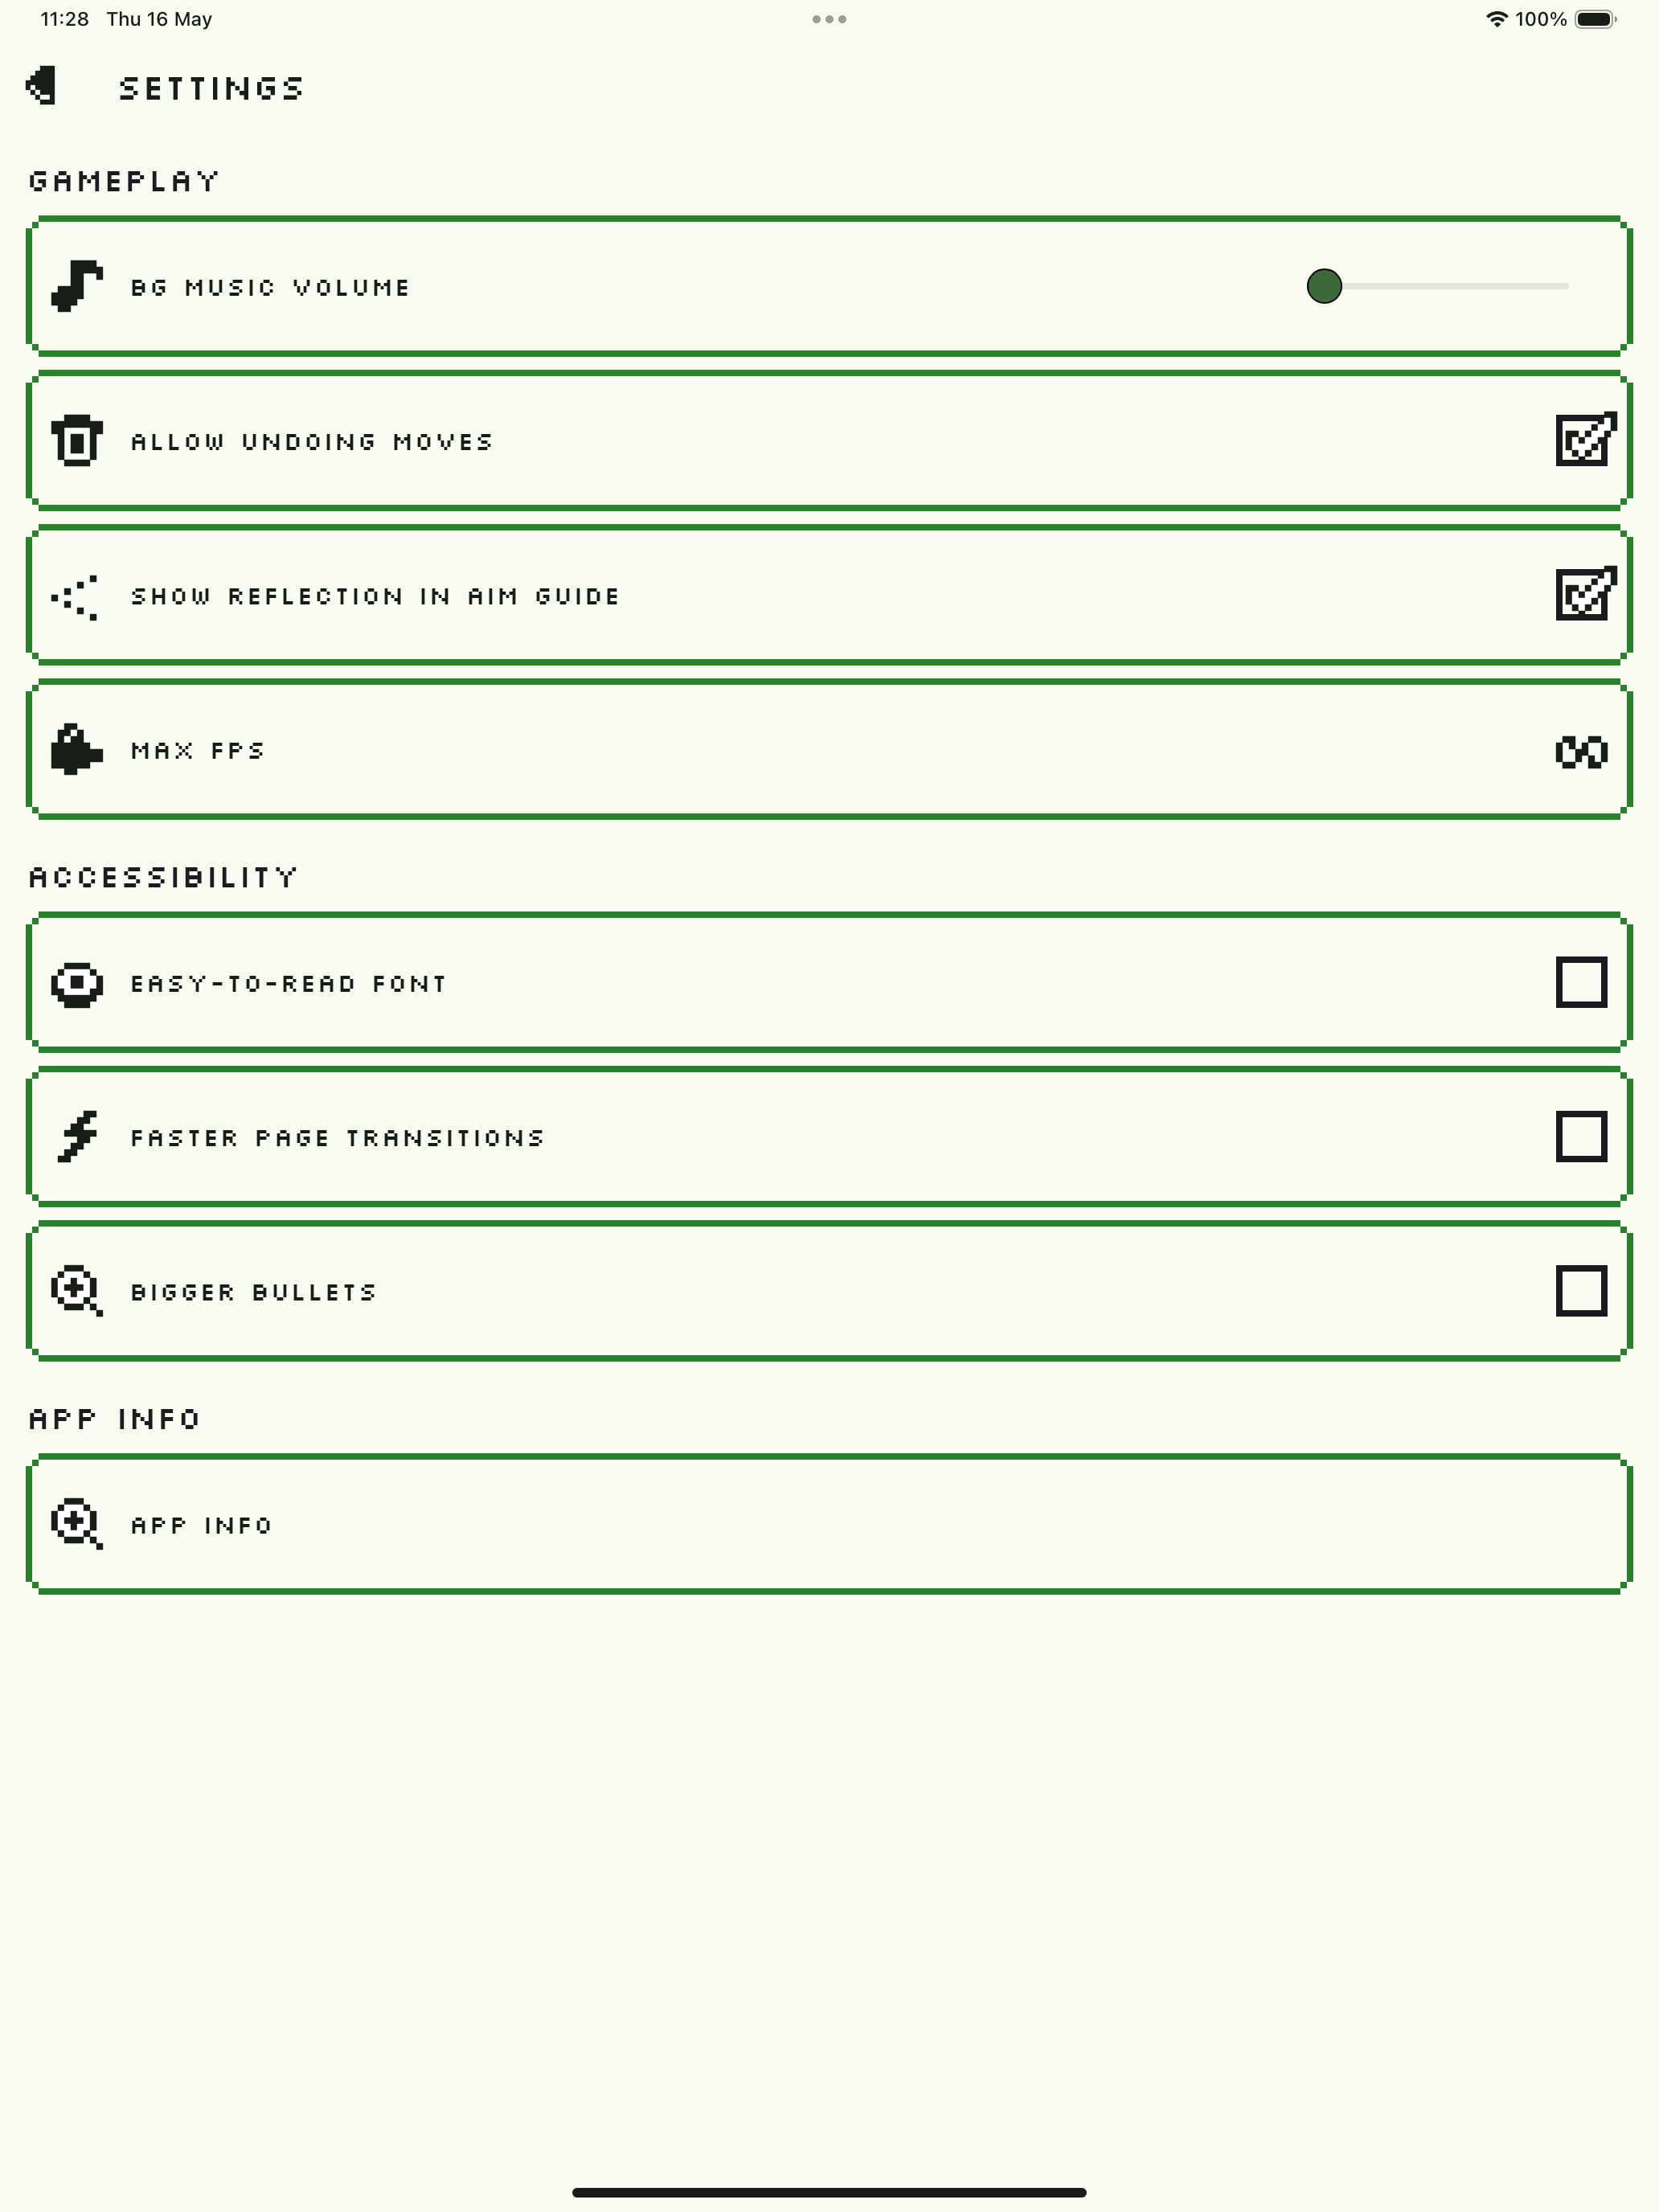 11:28 Thu 16 May 100%
SETTINGS
GAMEPLAY
BG MUSIC VOLUME
ALLOW UNDOING MOVES
SHOW REFLECTION IN AIM GUIDE
MAX FPS ∞
ACCESSIBILITY
EASY-TO-READ FONT
FASTER PAGE TRANSITIONS
BIGGER BULLETS
APP INFO
APP INFO